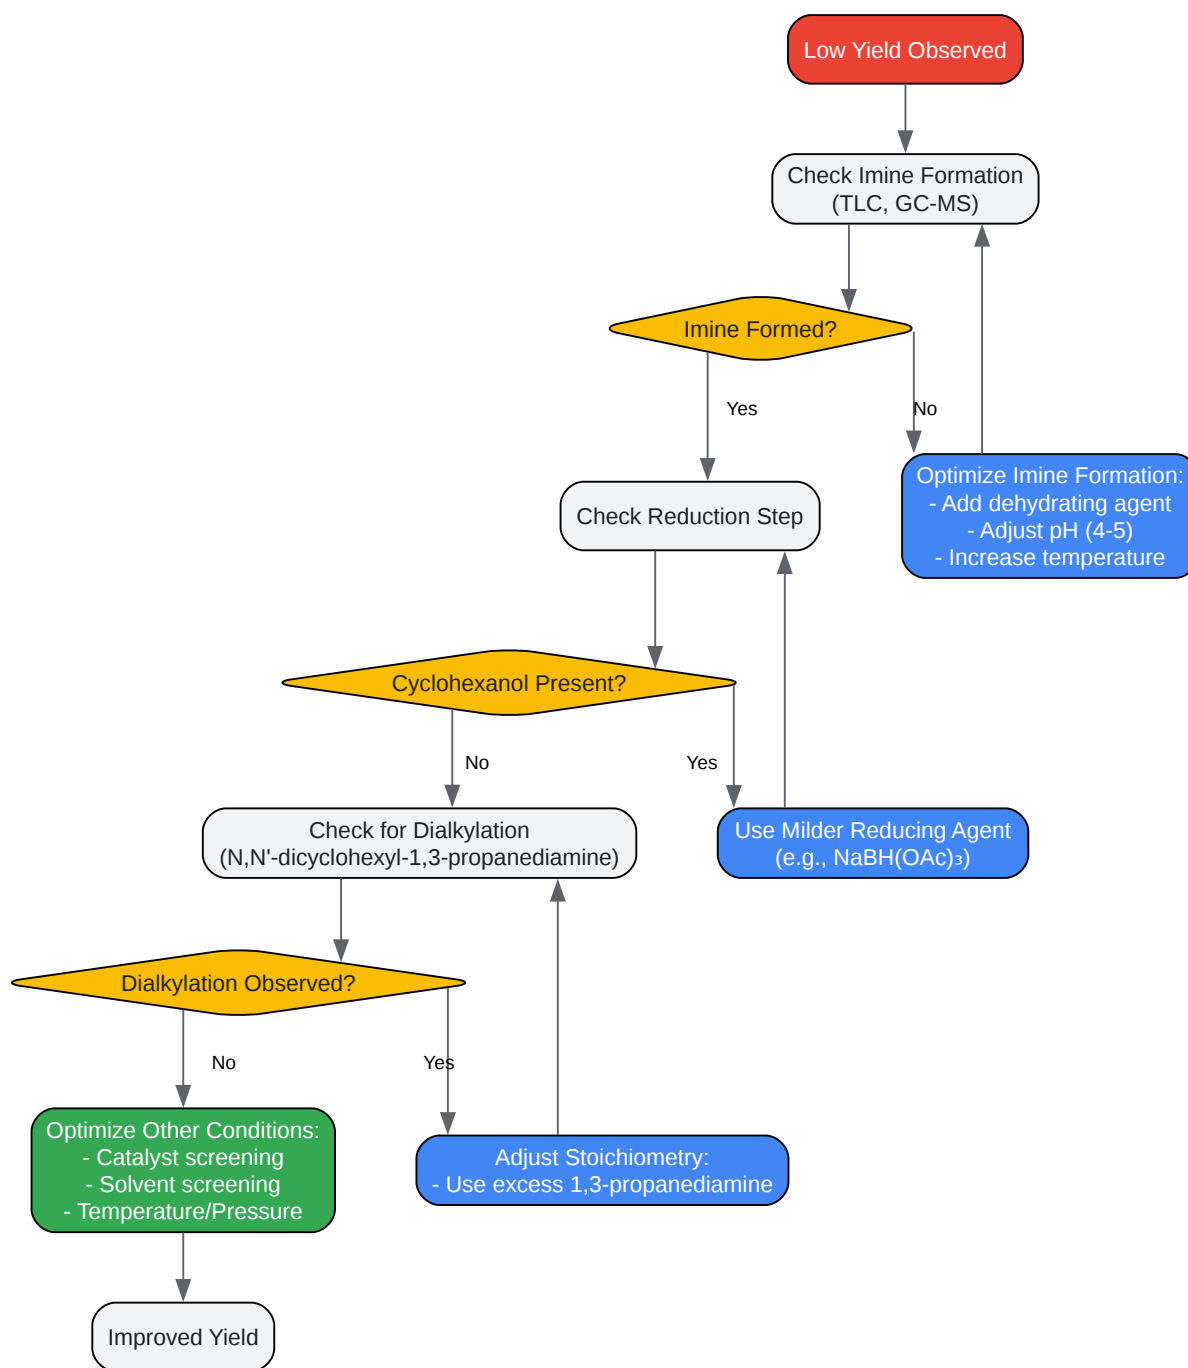 Low Yield Observed
Check Imine Formation
(TLC, GC-MS)
Imine Formed?
Yes
No
Optimize Imine Formation:
- Add dehydrating agent
- Adjust pH (4-5)
- Increase temperature
Check Reduction Step
Cyclohexanol Present?
No
Yes
Check for Dialkylation
(N,N'-dicyclohexyl-1,3-propanediamine)
Use Milder Reducing Agent
(e.g., NaBH(OAc)₃)
Dialkylation Observed?
No
Yes
Optimize Other Conditions:
- Catalyst screening
- Solvent screening
- Temperature/Pressure
Adjust Stoichiometry:
- Use excess 1,3-propanediamine
Improved Yield